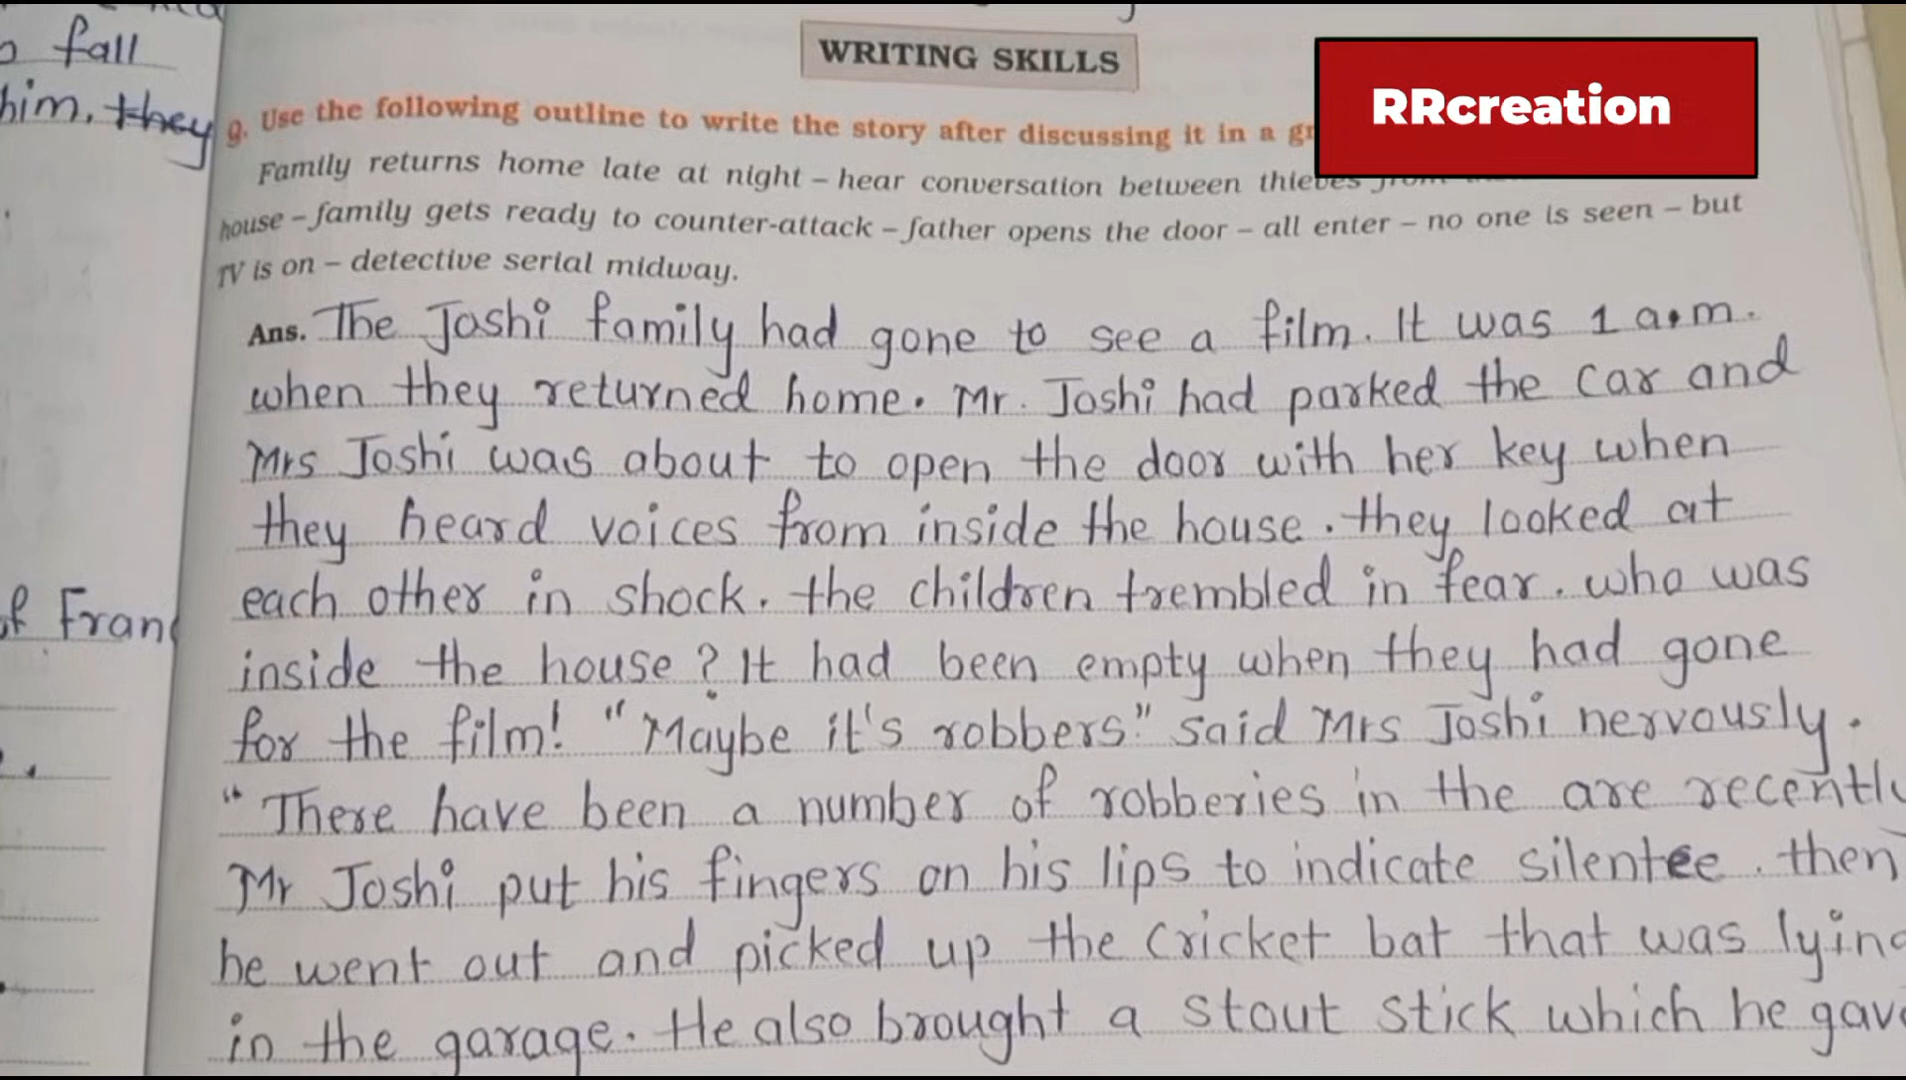 fall
him. they
of Fran
WRITING SKILLS
RRcreation
g. Use the following outline to write the story after discussing it in a
Family returns home late at night – hear conversation between thieves from
house – family gets ready to counter-attack – father opens the door – all enter – no one is seen – but
TV is on – detective serial midway.
Ans. The Joshi family had gone to see a film. It was 1 a.m.
when they returned home. Mr. Joshi had parked the car and
Mrs Joshi was about to open the door with her key when
they heard voices from inside the house. they looked at
each other in shock. the children trembled in fear. who was
inside the house? It had been empty when they had gone
for the film! "Maybe it's robbers." said Mrs Joshi nervously.
"There have been a number of robberies in the are recently
Mr Joshi put his fingers on his lips to indicate silentee. then
he went out and picked up the cricket bat that was lying
in the garage. He also brought a stout stick which he gave